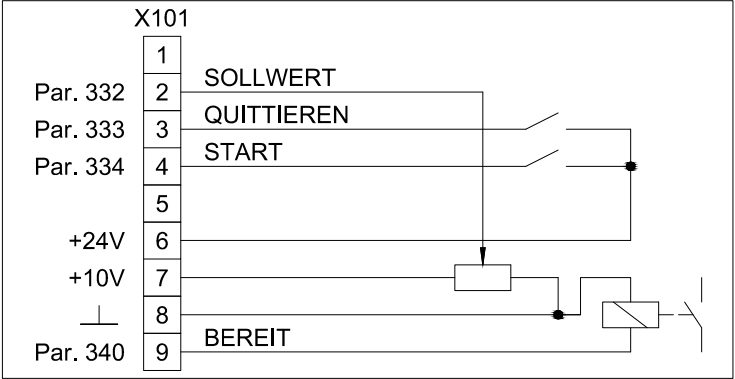 X101
1
Par. 332 2 SOLLWERT
Par. 333 3 QUITTIEREN
Par. 334 4 START
5
+24V 6
+10V 7
8
Par. 340 9 BEREIT